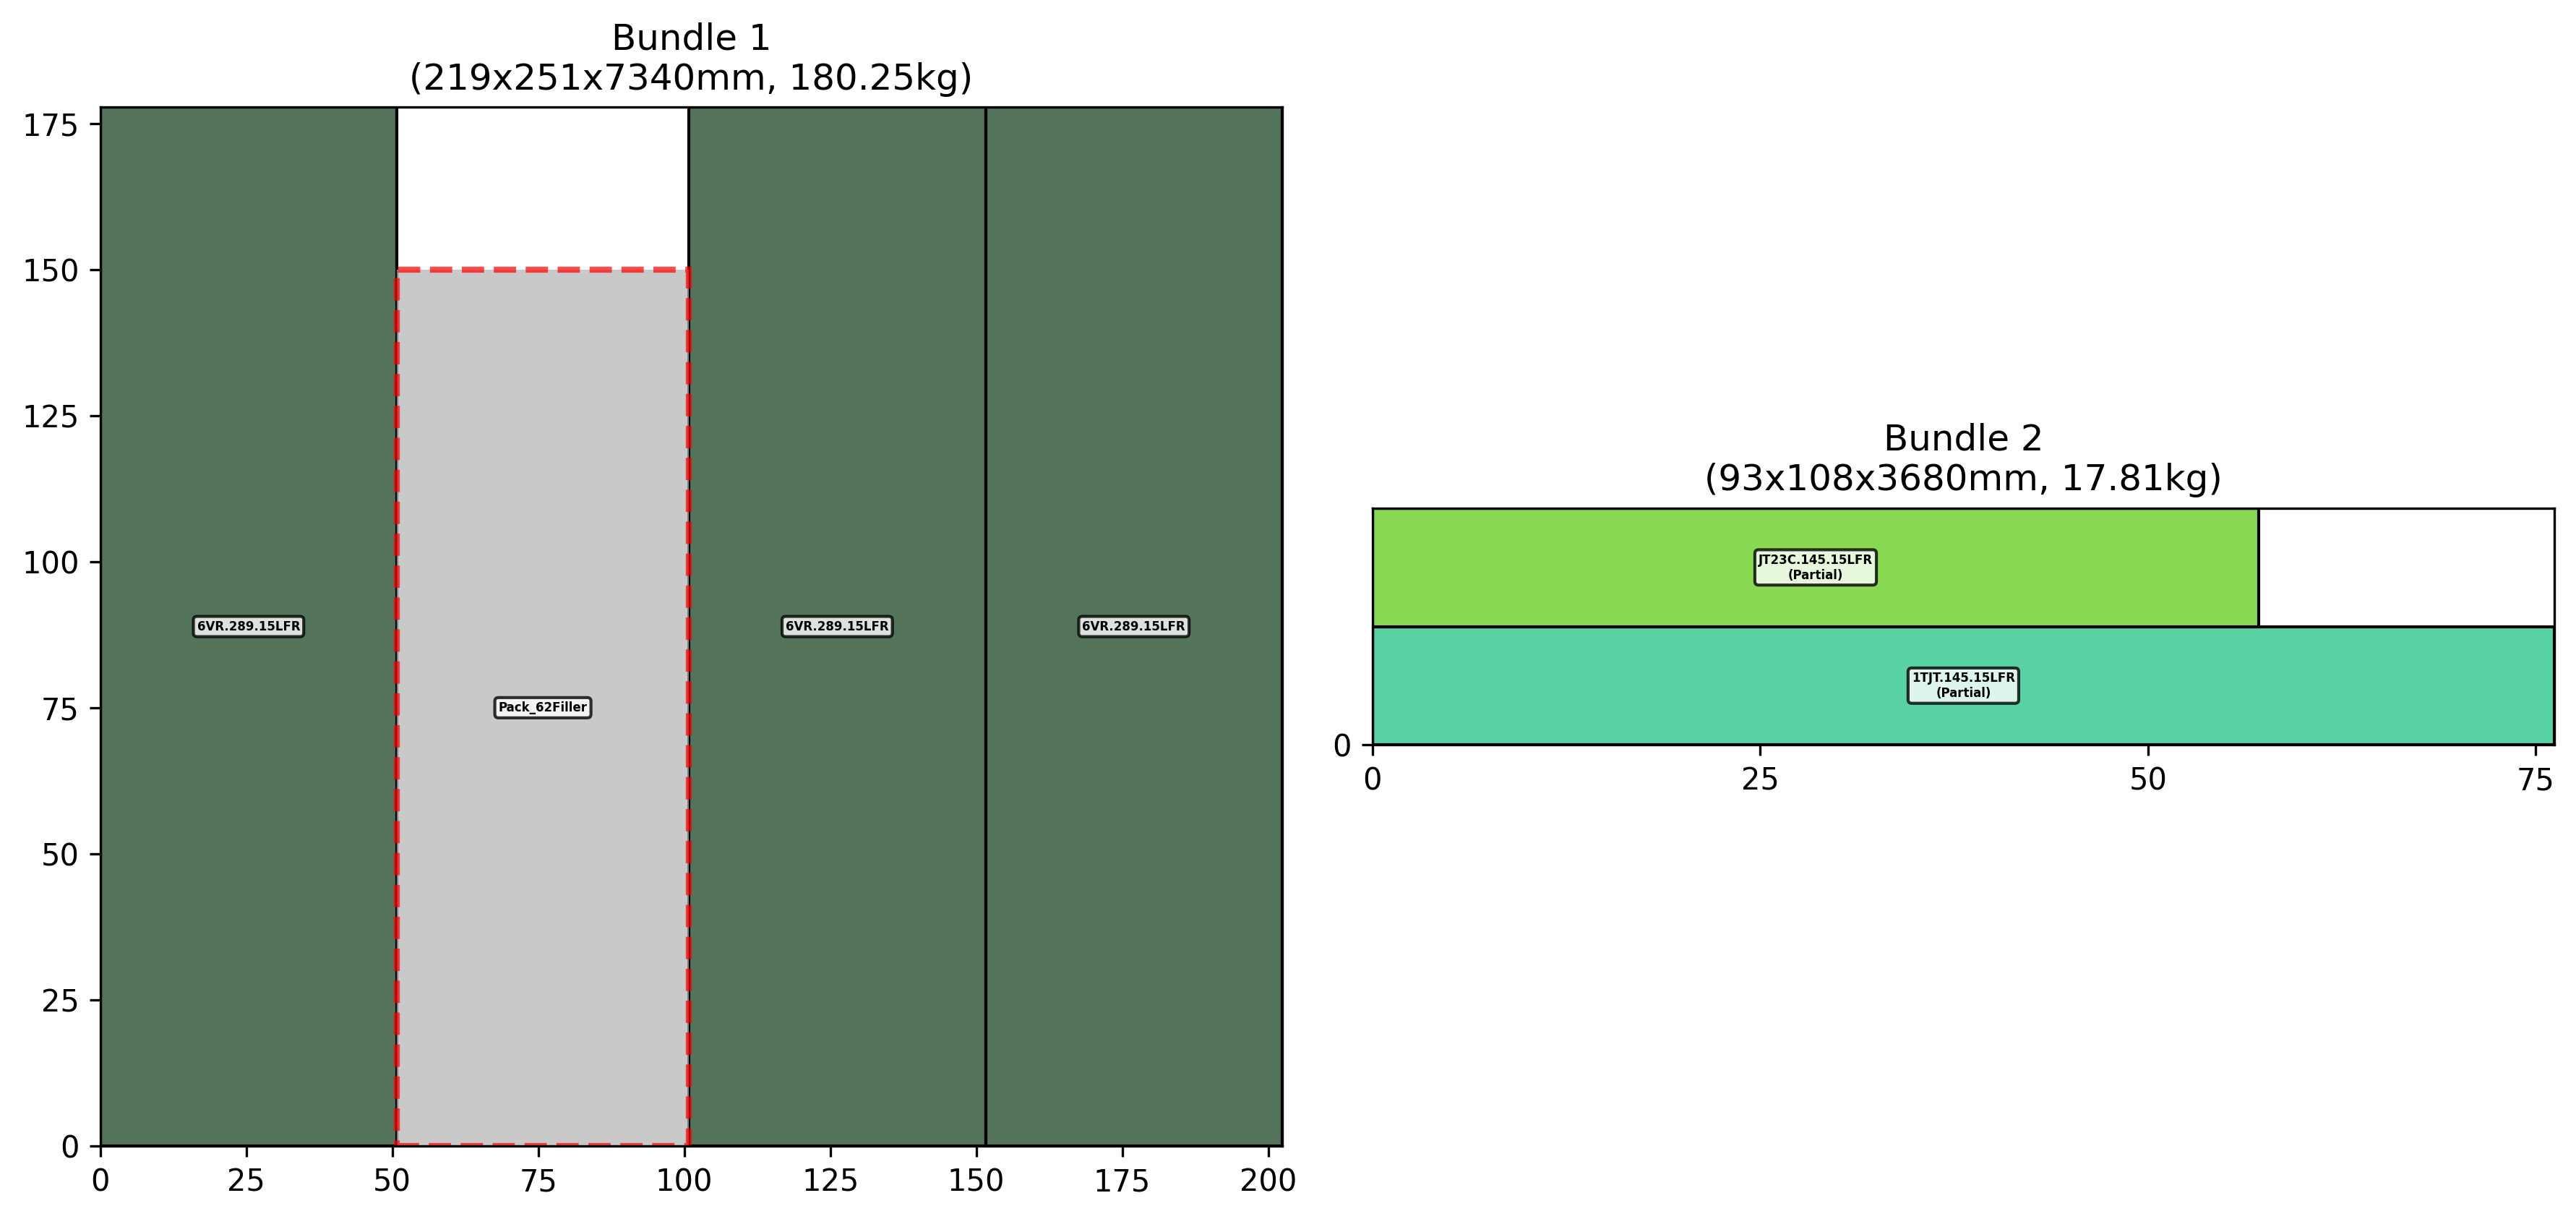 Bundle 1
(219x251x7340mm, 180.25kg)
175
150
125
100
75
50
25
0
6VR.289.15LFR
Pack_62Filler
6VR.289.15LFR
6VR.289.15LFR
0 25 50 75 100 125 150 175 200
Bundle 2
(93x108x3680mm, 17.81kg)
JT23C.145.15LFR
(Partial)
1TJT.145.15LFR
(Partial)
0
0 25 50 75